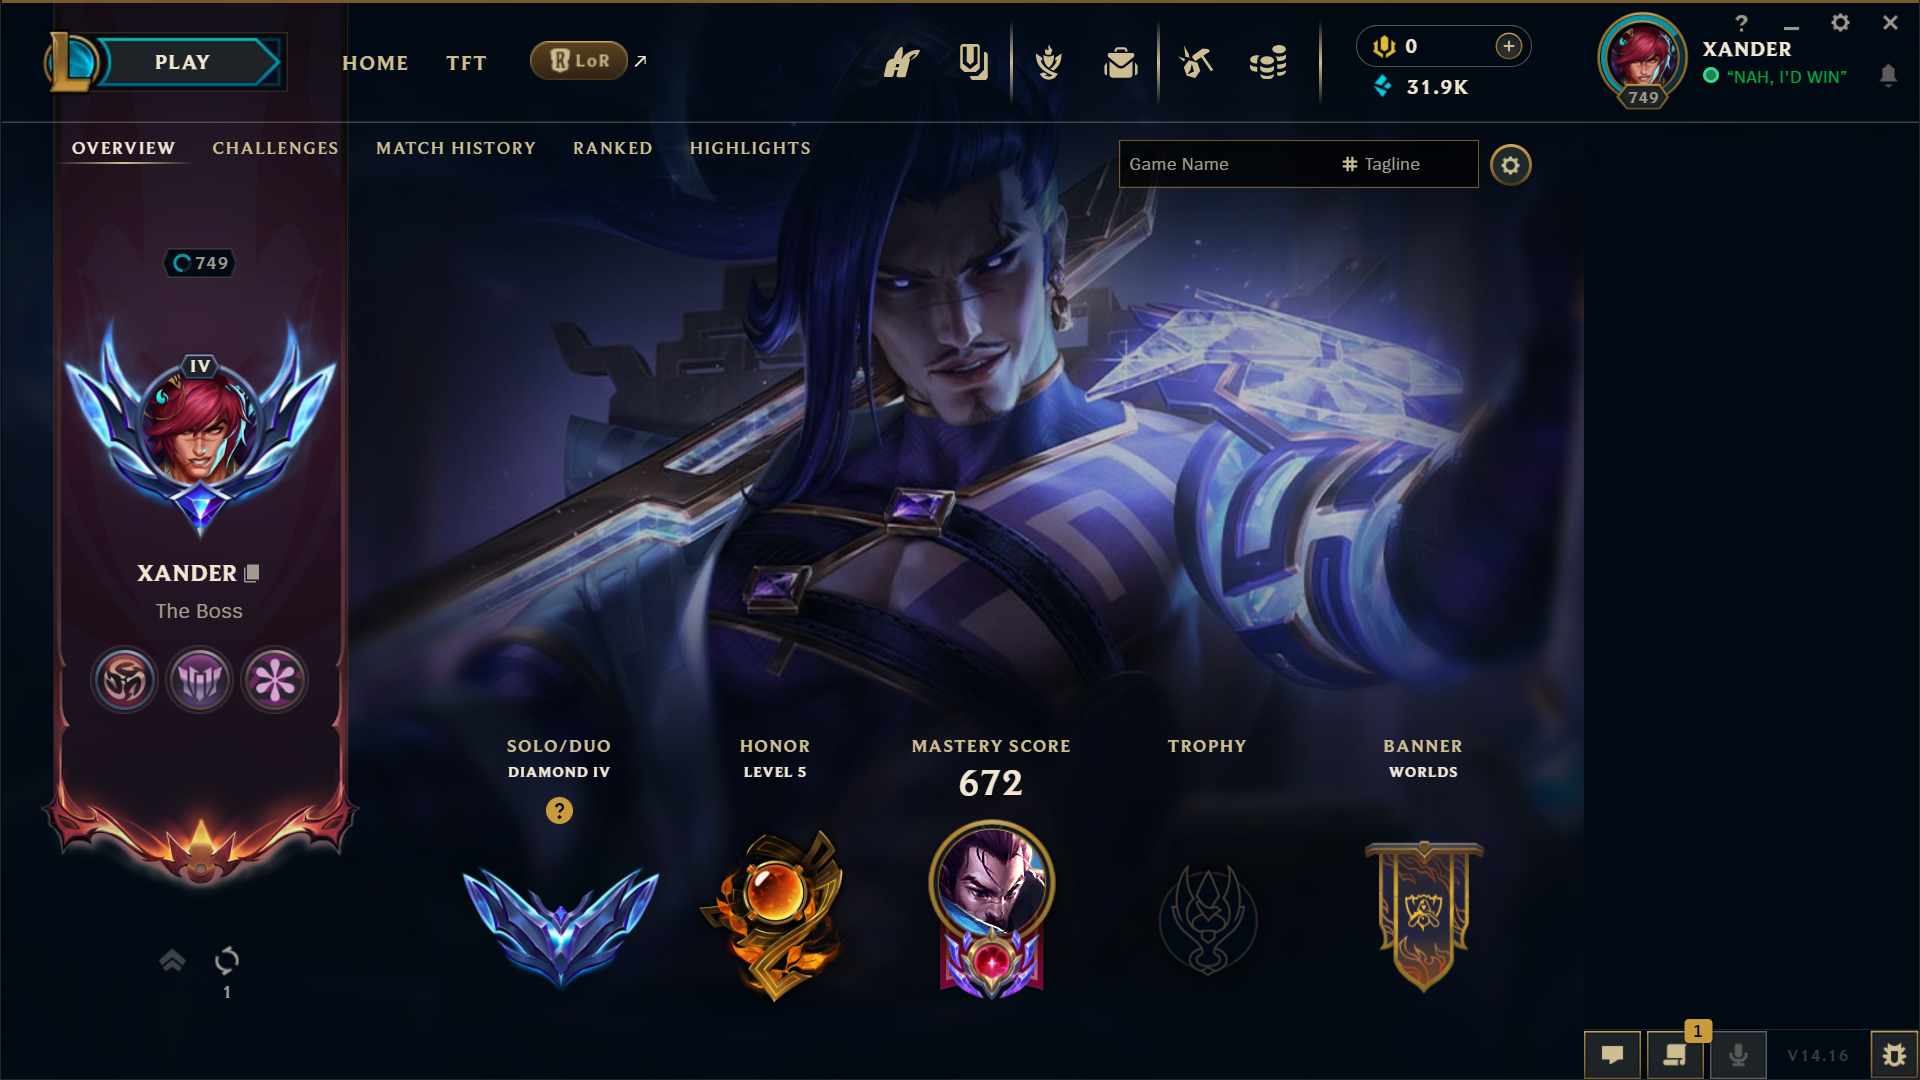 PLAY
HOME
TFT
LoR
0
31.9K
?
XANDER
“NAH, I'D WIN”
749
OVERVIEW
CHALLENGES
MATCH HISTORY
RANKED
HIGHLIGHTS
Game Name
# Tagline
749
IV
XANDER
The Boss
SOLO/DUO
DIAMOND IV
?
HONOR
LEVEL 5
MASTERY SCORE
672
TROPHY
BANNER
WORLDS
1
1
V14.16